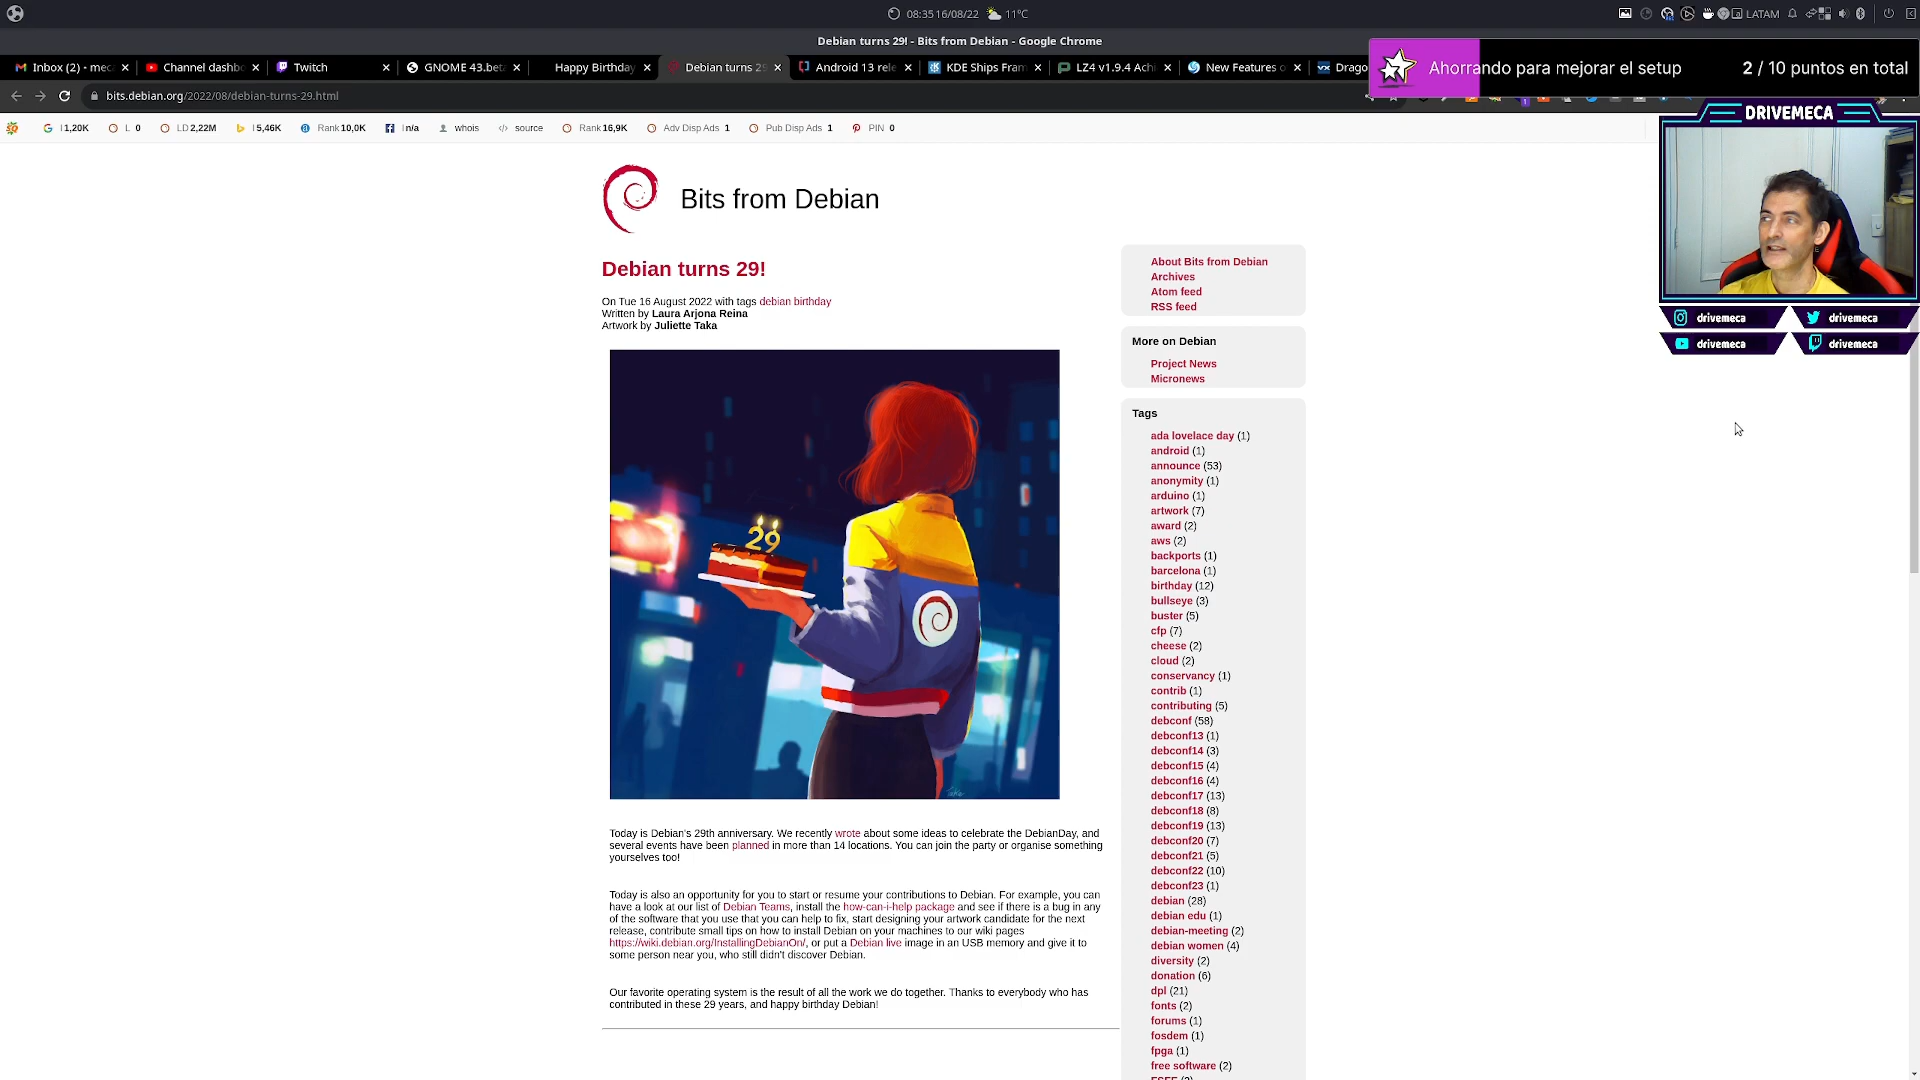 08:35 16/08/22 11°C
LATAM
Debian turns 29! - Bits from Debian - Google Chrome
Inbox (2) - mec
Channel dashbo
Twitch
GNOME 43.beta
Happy Birthday
Debian turns 29
Android 13 rele
KDE Ships Fram
LZ4 v1.9.4 Achi
New Features o
Drago
Ahorrando para mejorar el setup
2 / 10 puntos en total
bits.debian.org/2022/08/debian-turns-29.html
I 1,20K
L 0
LD 2,22M
I 5,46K
Rank 10,0K
I n/a
whois
source
Rank 16,9K
Adv Disp Ads 1
Pub Disp Ads 1
PIN 0
DRIVEMECA
drivemeca
drivemeca
drivemeca
drivemeca
Bits from Debian
Debian turns 29!
On Tue 16 August 2022 with tags debian birthday
Written by Laura Arjona Reina
Artwork by Juliette Taka
29
Today is Debian's 29th anniversary. We recently wrote about some ideas to celebrate the DebianDay, and
several events have been planned in more than 14 locations. You can join the party or organise something
yourselves too!
Today is also an opportunity for you to start or resume your contributions to Debian. For example, you can
have a look at our list of Debian Teams, install the how-can-i-help package and see if there is a bug in any
of the software that you use that you can help to fix, start designing your artwork candidate for the next
release, contribute small tips on how to install Debian on your machines to our wiki pages
https://wiki.debian.org/InstallingDebianOn/, or put a Debian live image in an USB memory and give it to
some person near you, who still didn't discover Debian.
Our favorite operating system is the result of all the work we do together. Thanks to everybody who has
contributed in these 29 years, and happy birthday Debian!
About Bits from Debian
Archives
Atom feed
RSS feed
More on Debian
Project News
Micronews
Tags
ada lovelace day (1)
android (1)
announce (53)
anonymity (1)
arduino (1)
artwork (7)
award (2)
aws (2)
backports (1)
barcelona (1)
birthday (12)
bullseye (3)
buster (5)
cfp (7)
cheese (2)
cloud (2)
conservancy (1)
contrib (1)
contributing (5)
debconf (58)
debconf13 (1)
debconf14 (3)
debconf15 (4)
debconf16 (4)
debconf17 (13)
debconf18 (8)
debconf19 (13)
debconf20 (7)
debconf21 (5)
debconf22 (10)
debconf23 (1)
debian (28)
debian edu (1)
debian-meeting (2)
debian women (4)
diversity (2)
donation (6)
dpl (21)
fonts (2)
forums (1)
fosdem (1)
fpga (1)
free software (2)